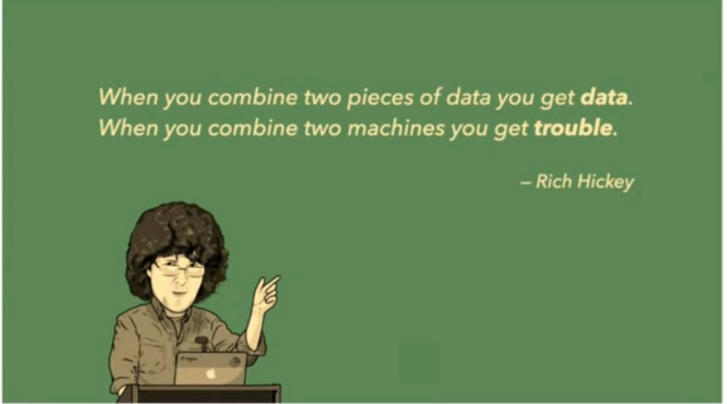 When you combine two pieces of data you get data.
When you combine two machines you get trouble.
– Rich Hickey